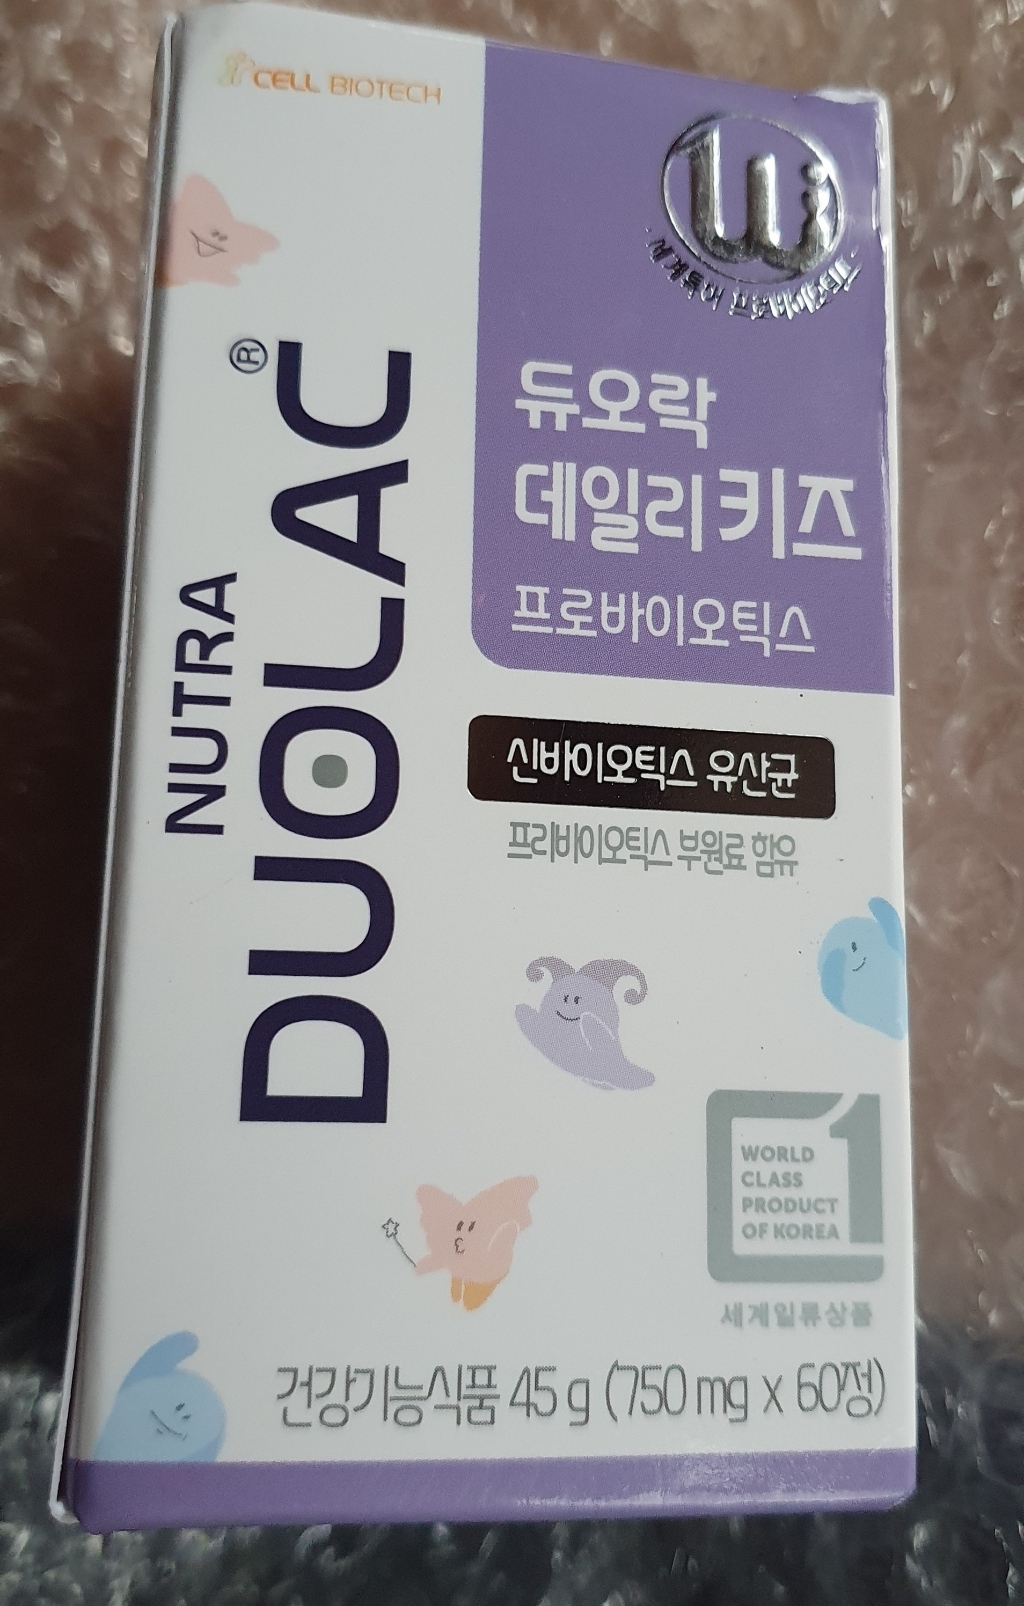 CELL BIOTECH
NUTRA
DUOLAC®
듀오락
데일리 키즈
프로바이오틱스
신바이오틱스 유산균
프리바이오틱스 부원료 함유
1
WORLD
CLASS
PRODUCT
OF KOREA
세계일류상품
건강기능식품 45 g (750 mg x 60정)